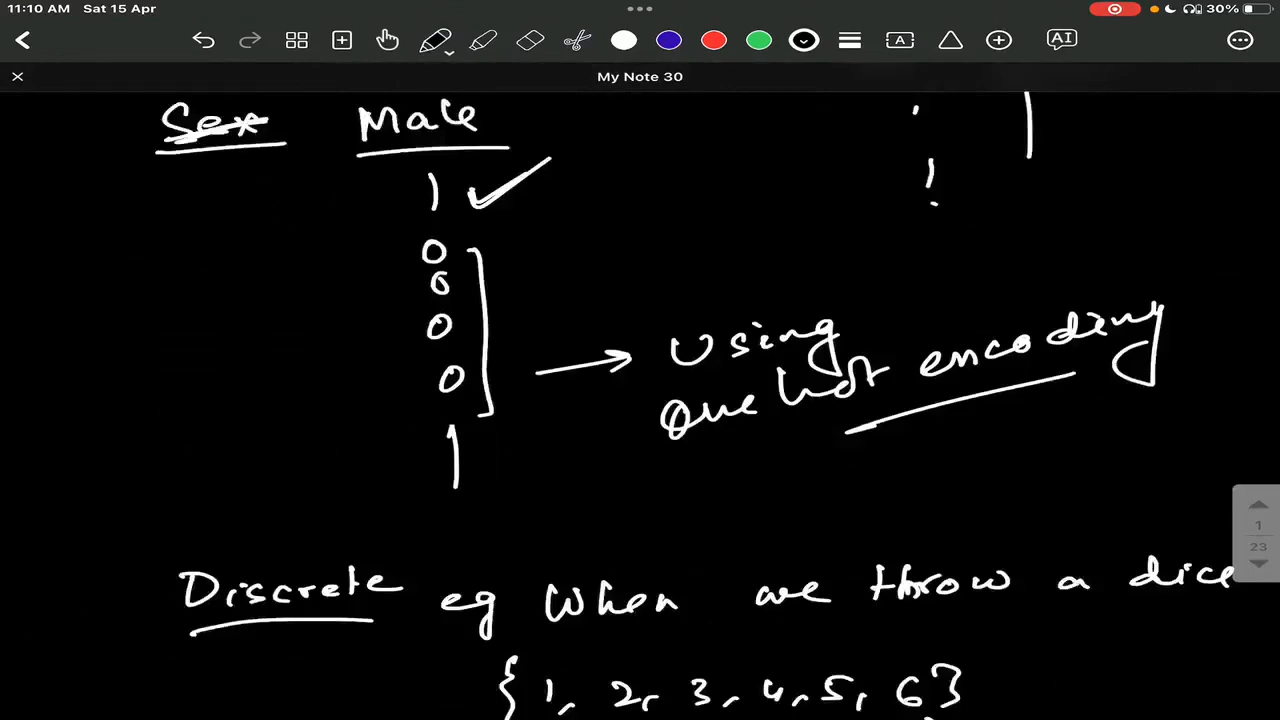 11:10 AM Sat 15 Apr
30%
A
AI
My Note 30
Sex Male
1
0
0
0
0
1
Using
one hot encoding
1
23
Discrete eg When we throw a dice
{1, 2, 3, 4, 5, 6}